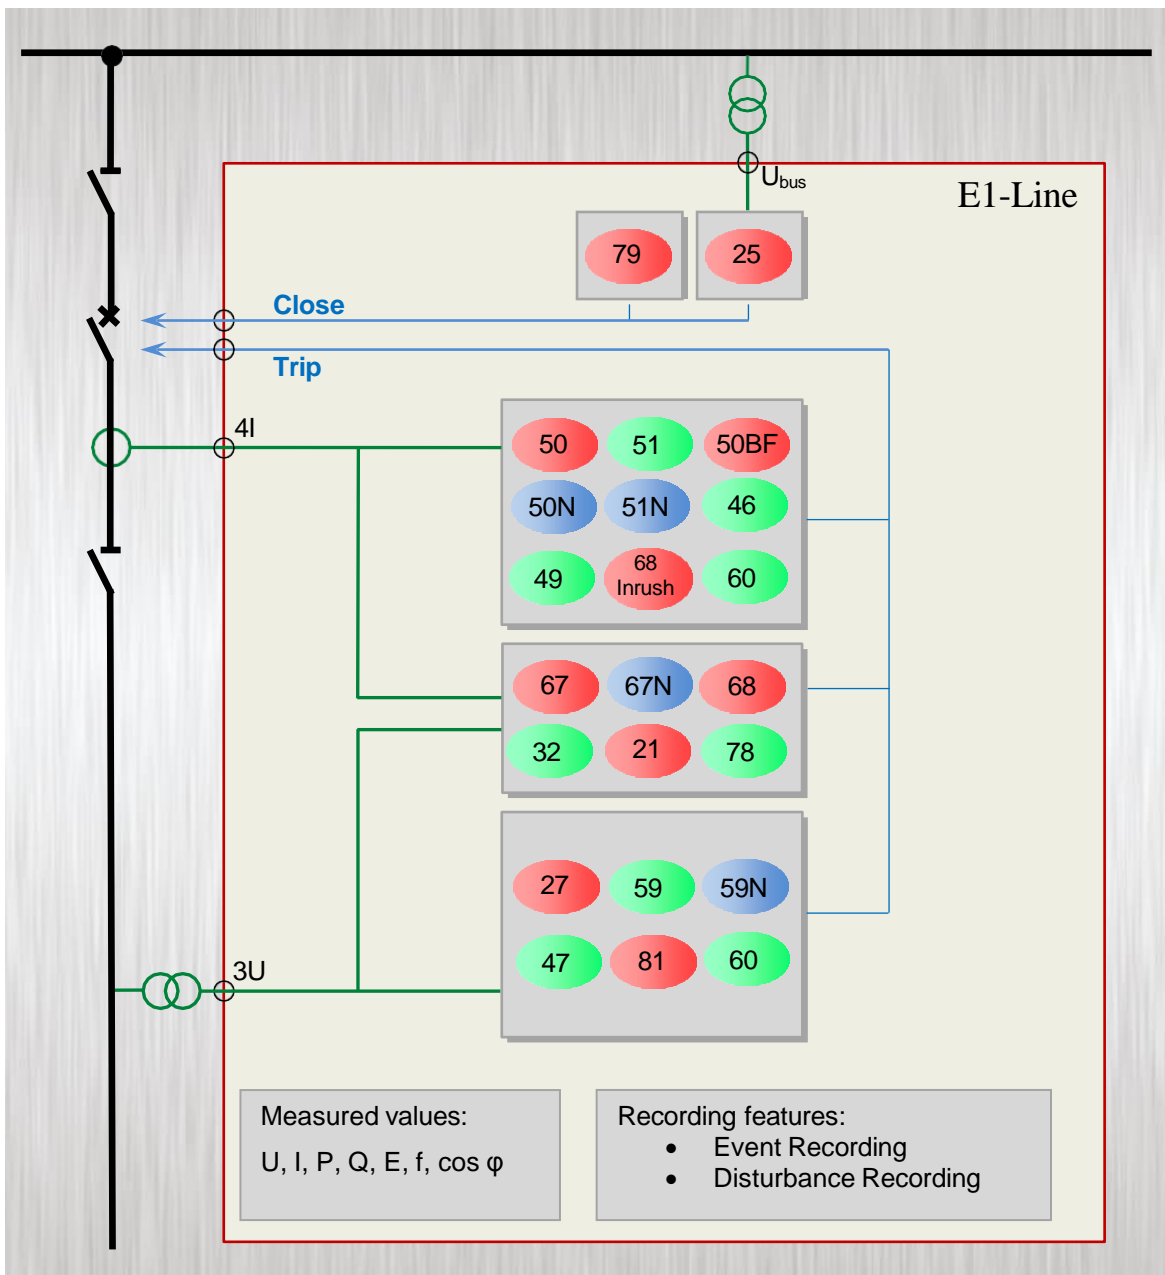 U_bus
E1-Line
79
25
Close
Trip
4I
50
51
50BF
50N
51N
46
49
68
Inrush
60
67
67N
68
32
21
78
27
59
59N
47
81
60
3U
Measured values:
U, I, P, Q, E, f, cos φ
Recording features:
• Event Recording
• Disturbance Recording